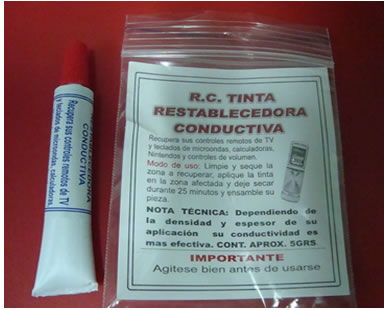 RESTABLECEDORA
CONDUCTIVA
Recupera sus controles remotos de TV
y teclados de microondas, calculadoras,
R.C. TINTA
RESTABLECEDORA
CONDUCTIVA
Recupera sus controles remotos de TV
y teclados de microondas, calculadoras,
Nintendos y controles de volumen.
Modo de uso: Limpie y seque la
zona a recuperar, aplique la tinta
en la zona afectada y deje secar
durante 25 minutos y ensamble su
pieza.
NOTA TÉCNICA: Dependiendo de
la densidad y espesor de su
aplicación su conductividad es
mas efectiva. CONT. APROX. 5GRS
IMPORTANTE
Agitese bien antes de usarse